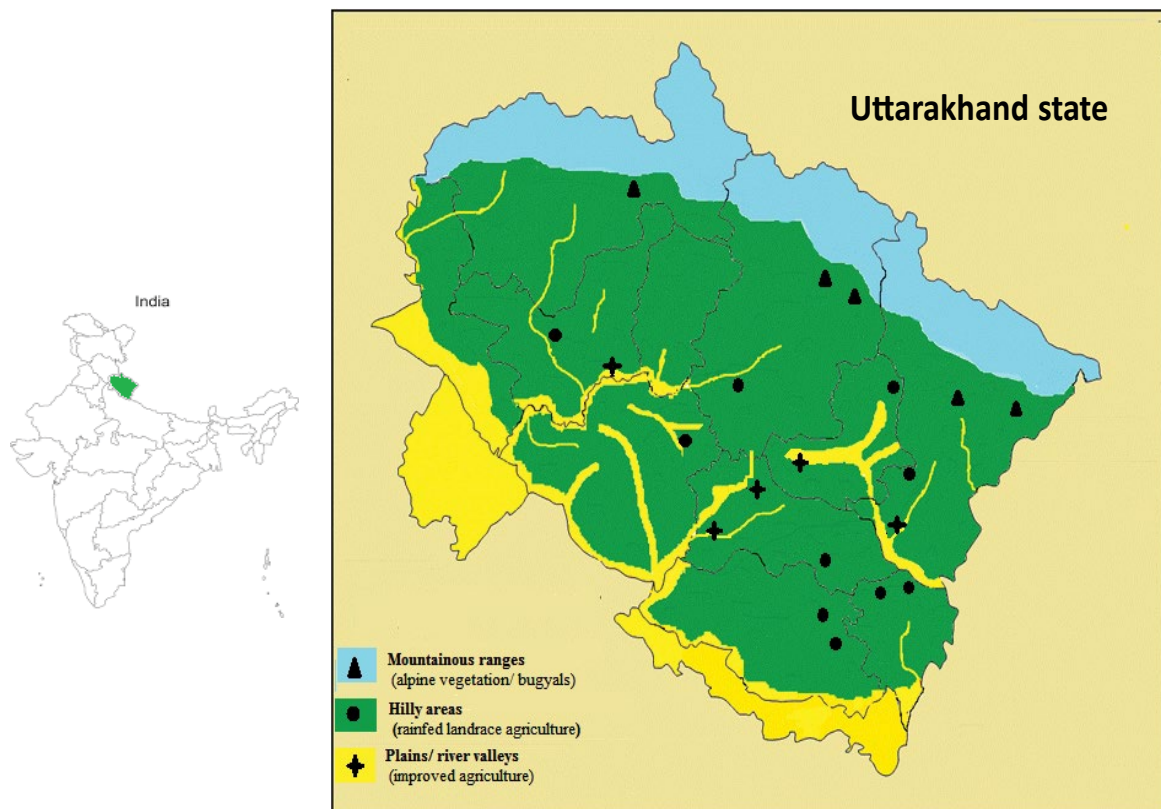 Uttarakhand state
India
Mountainous ranges
(alpine vegetation/ bugyals)
Hilly areas
(rainfed landrace agriculture)
Plains/ river valleys
(improved agriculture)